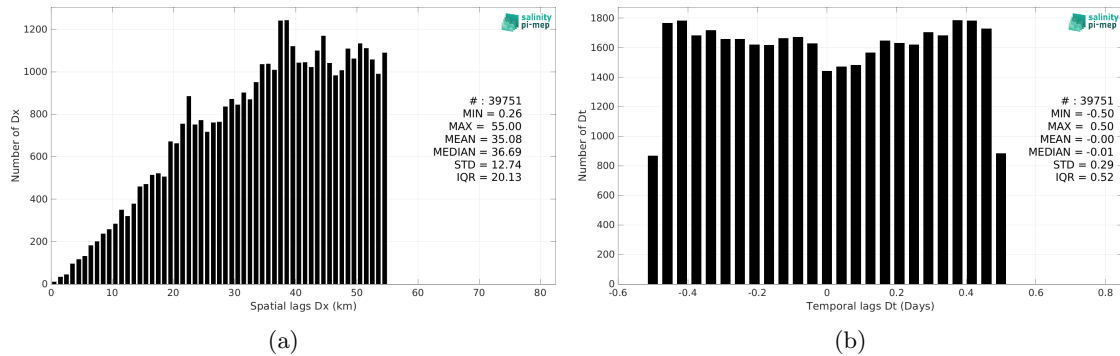 salinity
pi-mep
1200
1000
800
600
400
200
0
Number of Dx
# : 39751
MIN = 0.26
MAX = 55.00
MEAN = 35.08
MEDIAN = 36.69
STD = 12.74
IQR = 20.13
0 10 20 30 40 50 60 70 80
Spatial lags Dx (km)
(a)
salinity
pi-mep
1800
1600
1400
1200
1000
800
600
400
200
0
Number of Dt
# : 39751
MIN = -0.50
MAX = 0.50
MEAN = -0.00
MEDIAN = -0.01
STD = 0.29
IQR = 0.52
-0.6 -0.4 -0.2 0 0.2 0.4 0.6 0.8
Temporal lags Dt (Days)
(b)